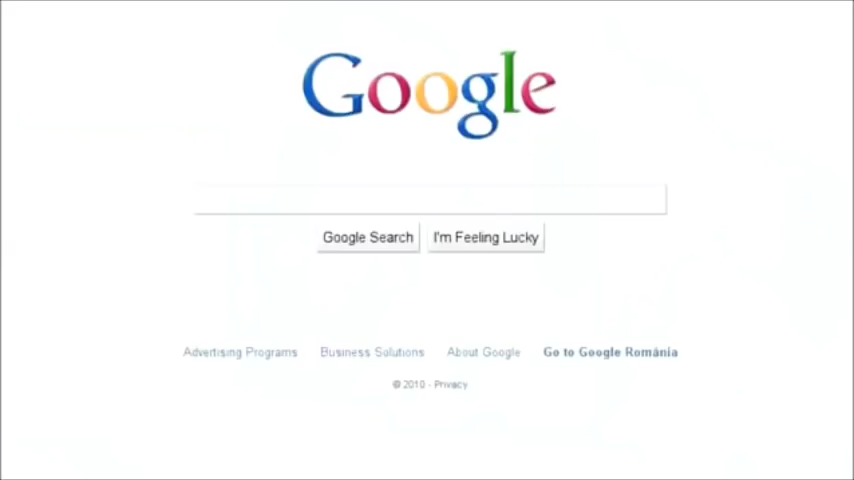 Google
Google Search I'm Feeling Lucky
Advertising Programs Business Solutions About Google Go to Google România
© 2010 - Privacy